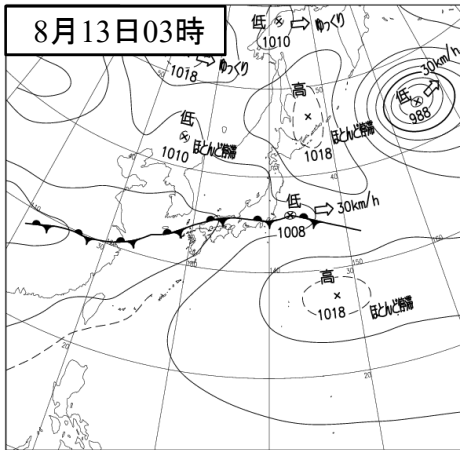 8月13日03時
低
ゆっくり
1010
ゆっくり
1018
30km/h
低
988
高
ほとんど停滞
1018
低
ほとんど停滞
1010
低
30km/h
1008
高
ほとんど停滞
1018